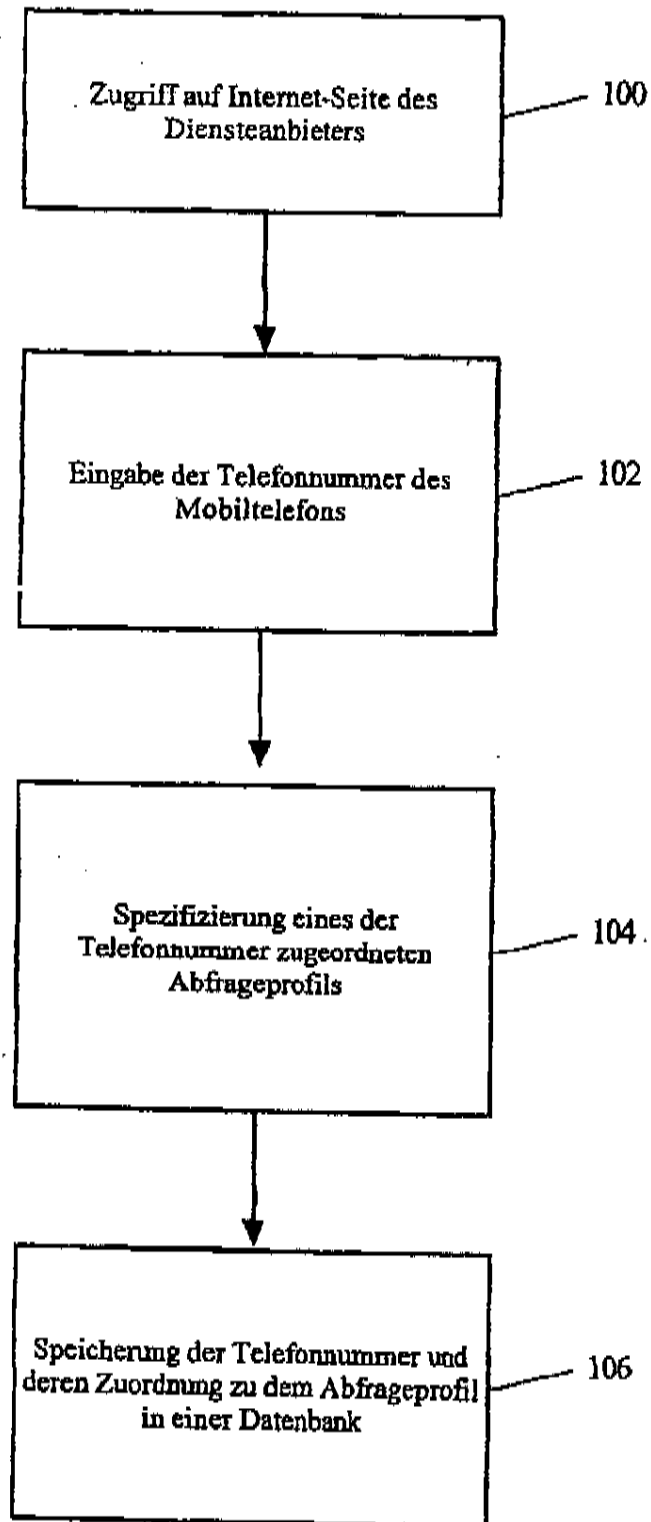 Zugriff auf Internet-Seite des
Diensteanbieters
100
Eingabe der Telefonnummer des
Mobiltelefons
102
Spezifizierung eines der
Telefonnummer zugeordneten
Abfrageprofils
104
Speicherung der Telefonnummer und
deren Zuordnung zu dem Abfrageprofil
in einer Datenbank
106